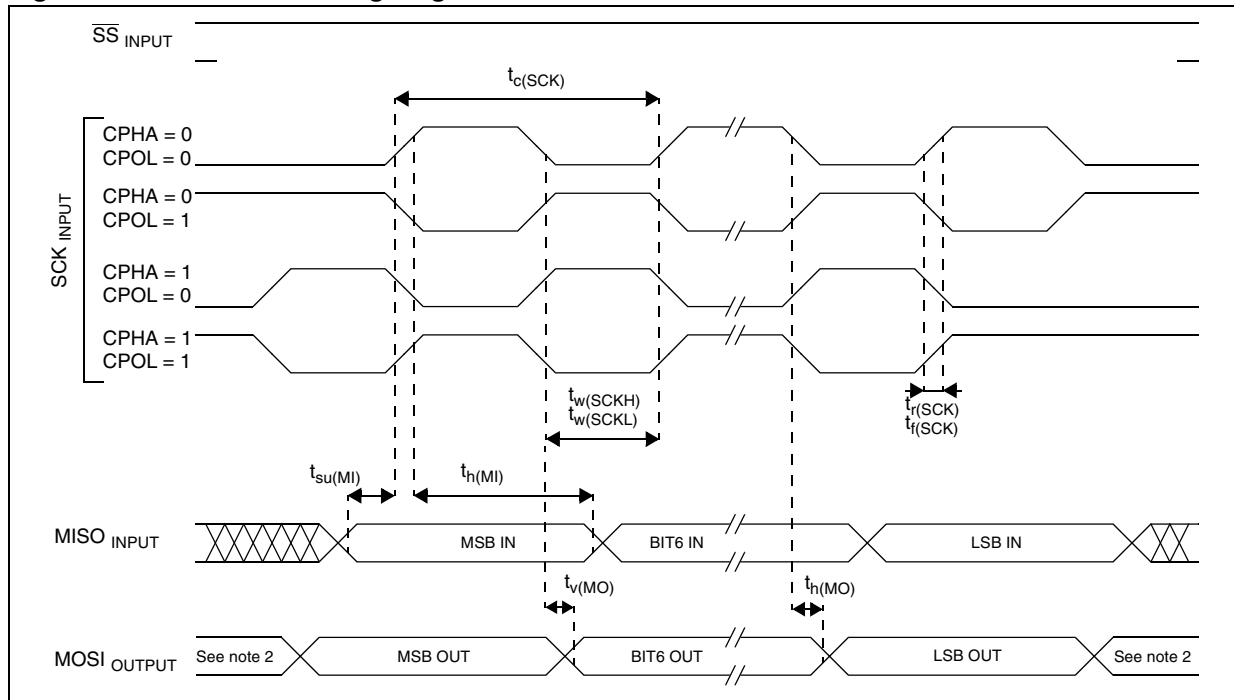 SS INPUT
tc(SCK)
SCK INPUT
CPHA = 0
CPOL = 0
CPHA = 0
CPOL = 1
CPHA = 1
CPOL = 0
CPHA = 1
CPOL = 1
tw(SCKH)
tw(SCKL)
tr(SCK)
tf(SCK)
tsu(MI)
th(MI)
MISO INPUT
MSB IN
BIT6 IN
LSB IN
tv(MO)
th(MO)
MOSI OUTPUT
See note 2
MSB OUT
BIT6 OUT
LSB OUT
See note 2